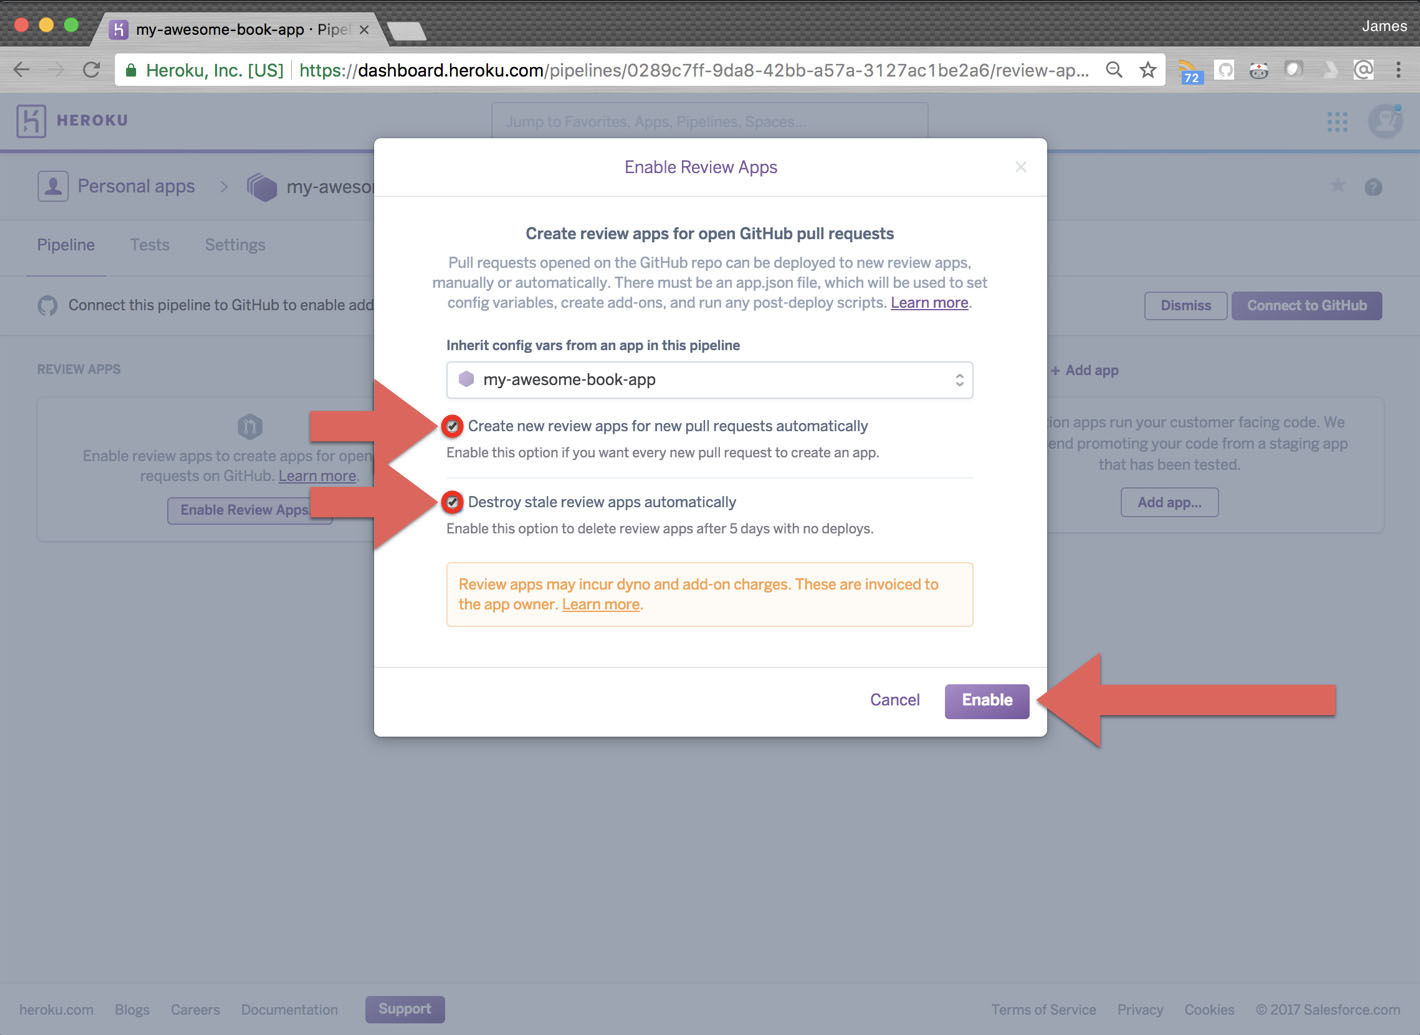 my-awesome-book-app · Pipe
James
Heroku, Inc. [US]
https://dashboard.heroku.com/pipelines/0289c7ff-9da8-42bb-a57a-3127ac1be2a6/review-ap...
72
HEROKU
Jump to Favorites, Apps, Pipelines, Spaces...
Personal apps
my-aweso
Pipeline
Tests
Settings
Connect this pipeline to GitHub to enable add
Dismiss
Connect to GitHub
REVIEW APPS
+ Add app
Enable review apps to create apps for open
requests on GitHub. Learn more.
Enable Review Apps
ion apps run your customer facing code. We
end promoting your code from a staging app
that has been tested.
Add app...
Enable Review Apps
Create review apps for open GitHub pull requests
Pull requests opened on the GitHub repo can be deployed to new review apps,
manually or automatically. There must be an app.json file, which will be used to set
config variables, create add-ons, and run any post-deploy scripts. Learn more.
Inherit config vars from an app in this pipeline
my-awesome-book-app
Create new review apps for new pull requests automatically
Enable this option if you want every new pull request to create an app.
Destroy stale review apps automatically
Enable this option to delete review apps after 5 days with no deploys.
Review apps may incur dyno and add-on charges. These are invoiced to
the app owner. Learn more.
Cancel
Enable
heroku.com
Blogs
Careers
Documentation
Support
Terms of Service
Privacy
Cookies
© 2017 Salesforce.com